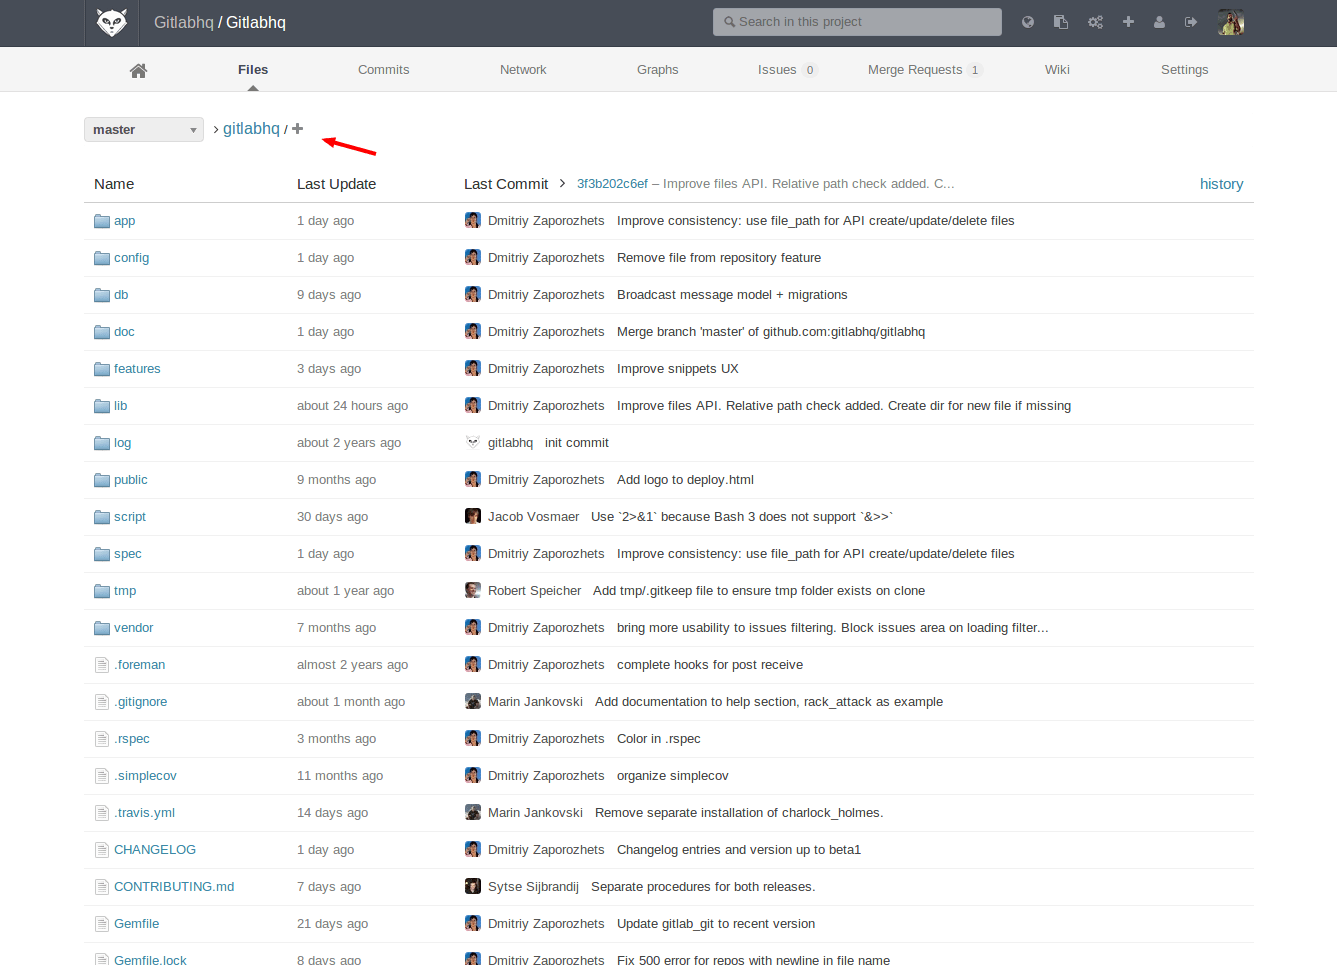 Gitlabhq / Gitlabhq Search in this project
Files Commits Network Graphs Issues 0 Merge Requests 1 Wiki Settings
master > gitlabhq / +
Name Last Update Last Commit > 3f3b202c6ef – Improve files API. Relative path check added. C... history
app 1 day ago Dmitriy Zaporozhets Improve consistency: use file_path for API create/update/delete files
config 1 day ago Dmitriy Zaporozhets Remove file from repository feature
db 9 days ago Dmitriy Zaporozhets Broadcast message model + migrations
doc 1 day ago Dmitriy Zaporozhets Merge branch 'master' of github.com:gitlabhq/gitlabhq
features 3 days ago Dmitriy Zaporozhets Improve snippets UX
lib about 24 hours ago Dmitriy Zaporozhets Improve files API. Relative path check added. Create dir for new file if missing
log about 2 years ago gitlabhq init commit
public 9 months ago Dmitriy Zaporozhets Add logo to deploy.html
script 30 days ago Jacob Vosmaer Use `2>&1` because Bash 3 does not support `&>>`
spec 1 day ago Dmitriy Zaporozhets Improve consistency: use file_path for API create/update/delete files
tmp about 1 year ago Robert Speicher Add tmp/.gitkeep file to ensure tmp folder exists on clone
vendor 7 months ago Dmitriy Zaporozhets bring more usability to issues filtering. Block issues area on loading filter...
.foreman almost 2 years ago Dmitriy Zaporozhets complete hooks for post receive
.gitignore about 1 month ago Marin Jankovski Add documentation to help section, rack_attack as example
.rspec 3 months ago Dmitriy Zaporozhets Color in .rspec
.simplecov 11 months ago Dmitriy Zaporozhets organize simplecov
.travis.yml 14 days ago Marin Jankovski Remove separate installation of charlock_holmes.
CHANGELOG 1 day ago Dmitriy Zaporozhets Changelog entries and version up to beta1
CONTRIBUTING.md 7 days ago Sytse Sijbrandij Separate procedures for both releases.
Gemfile 21 days ago Dmitriy Zaporozhets Update gitlab_git to recent version
Gemfile.lock 8 days ago Dmitriy Zaporozhets Fix 500 error for repos with newline in file name